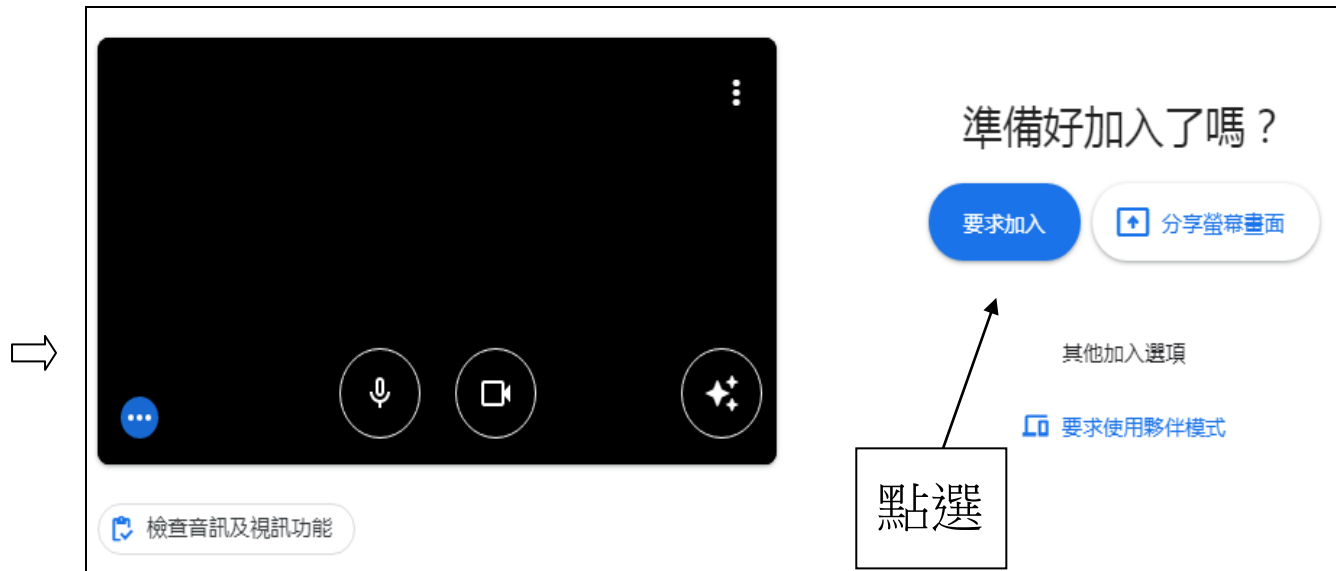 準備好加入了嗎？
要求加入
分享螢幕畫面
其他加入選項
要求使用夥伴模式
點選
檢查音訊及視訊功能